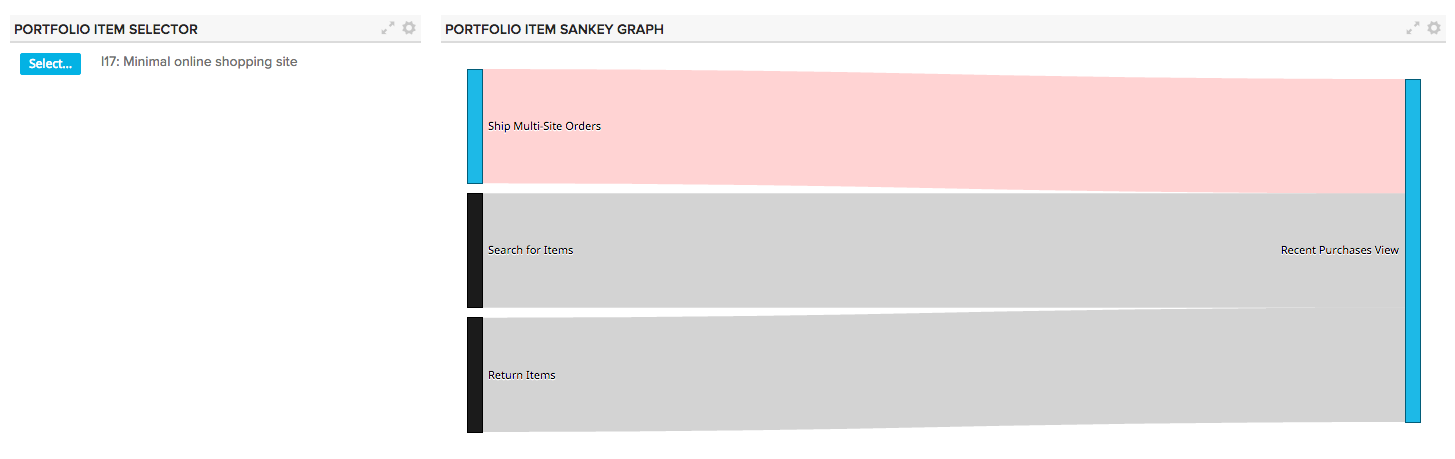 PORTFOLIO ITEM SELECTOR
Select...
I17: Minimal online shopping site
PORTFOLIO ITEM SANKEY GRAPH
Ship Multi-Site Orders
Search for Items
Recent Purchases View
Return Items